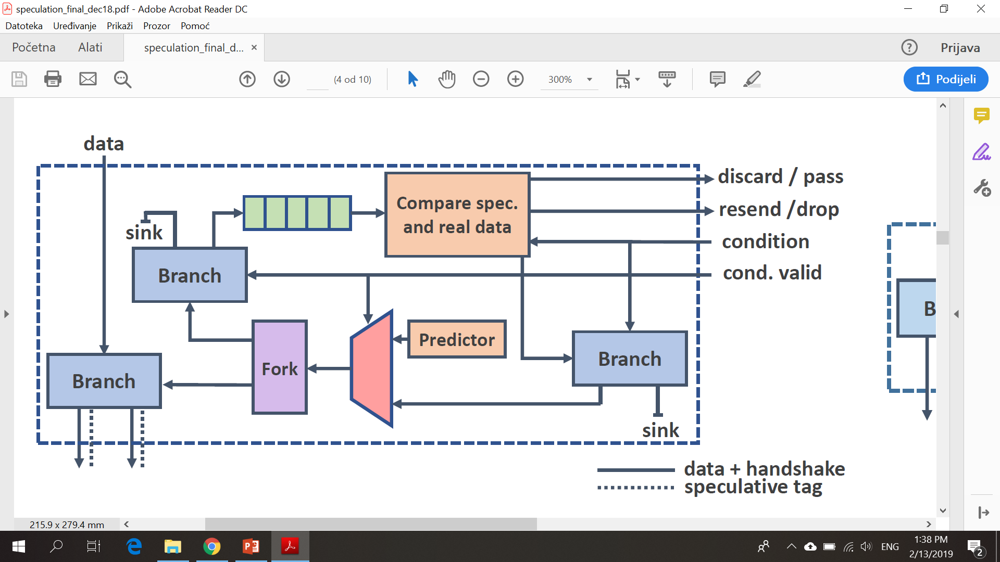 speculation_final_dec18.pdf - Adobe Acrobat Reader DC
Datoteka Uređivanje Prikaži Prozor Pomoć
Početna Alati speculation_final_d... × ? Prijava
(4 od 10) 300% Podijeli
data
discard / pass
resend /drop
condition
cond. valid
Compare spec.
and real data
sink
Branch
Predictor
Fork
Branch
Branch
sink
B
data + handshake
speculative tag
215.9 x 279.4 mm
ENG
1:38 PM
2/13/2019
2